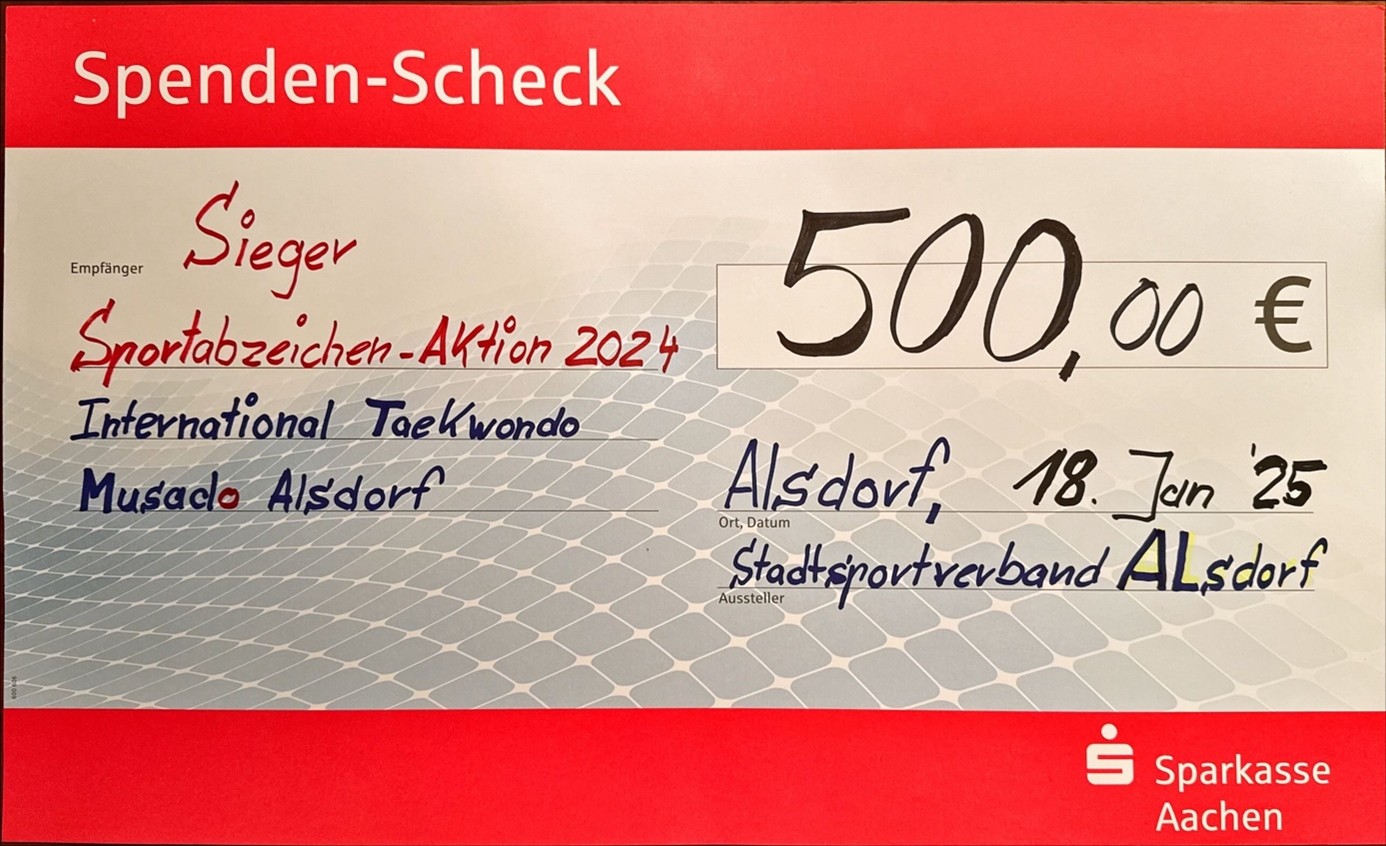 Spenden-Scheck
Sieger
Empfänger
Sportabzeichen-Aktion 2024
500,00 €
International Taekwondo
Musado Alsdorf
Alsdorf, 18. Jan '25
Ort, Datum
Stadtsportverband ALsdorf
Aussteller
Sparkasse
Aachen